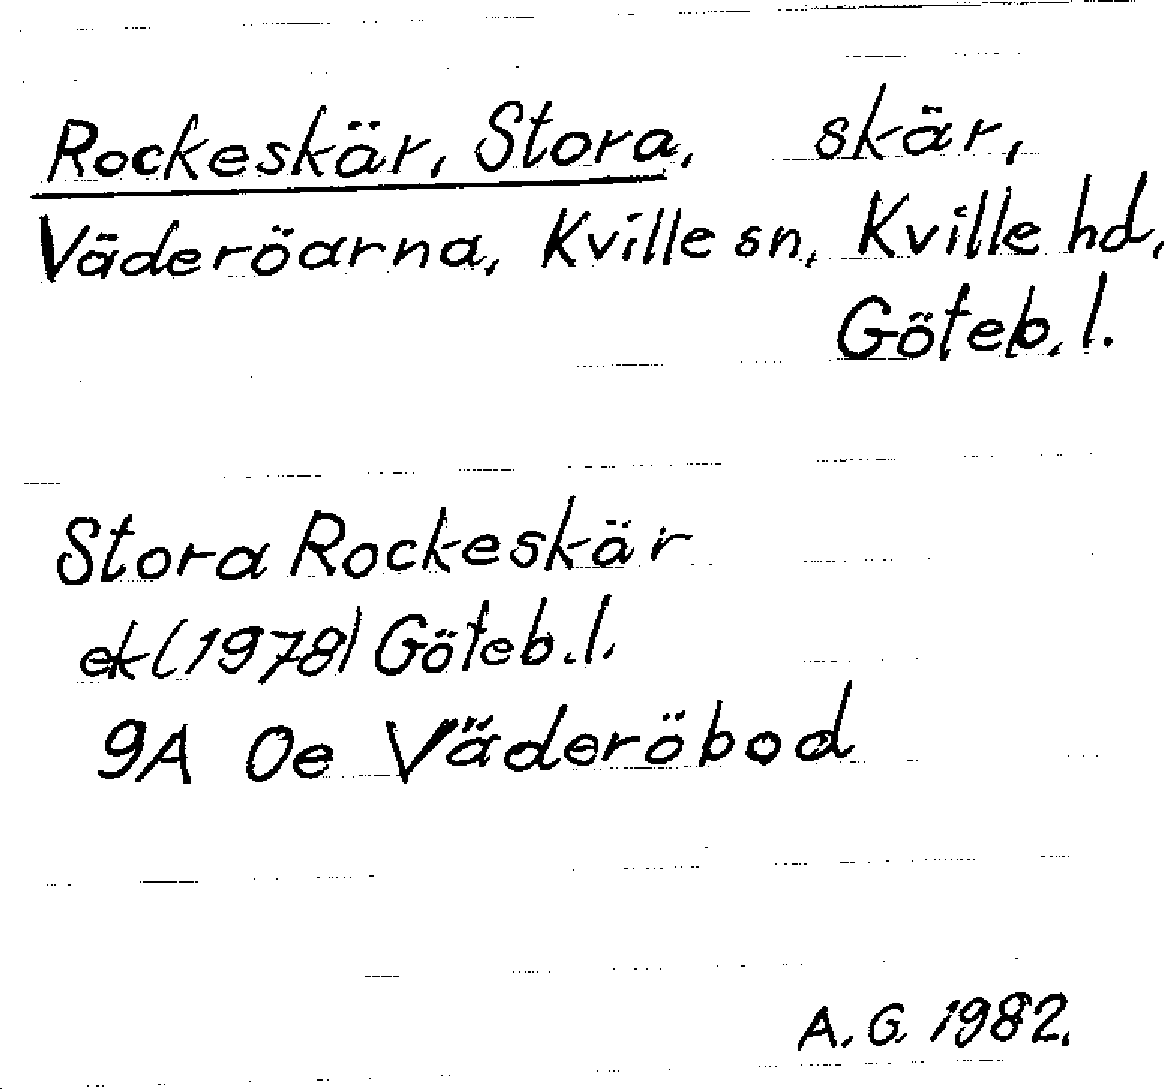 Rockeskär, Stora, skär,
Väderöarna, Kville sn, Kville hd,
Göteb. l.
Stora Rockeskär
ek (1978) Göteb. l.
9A 0e Väderöbod
A. G. 1982.